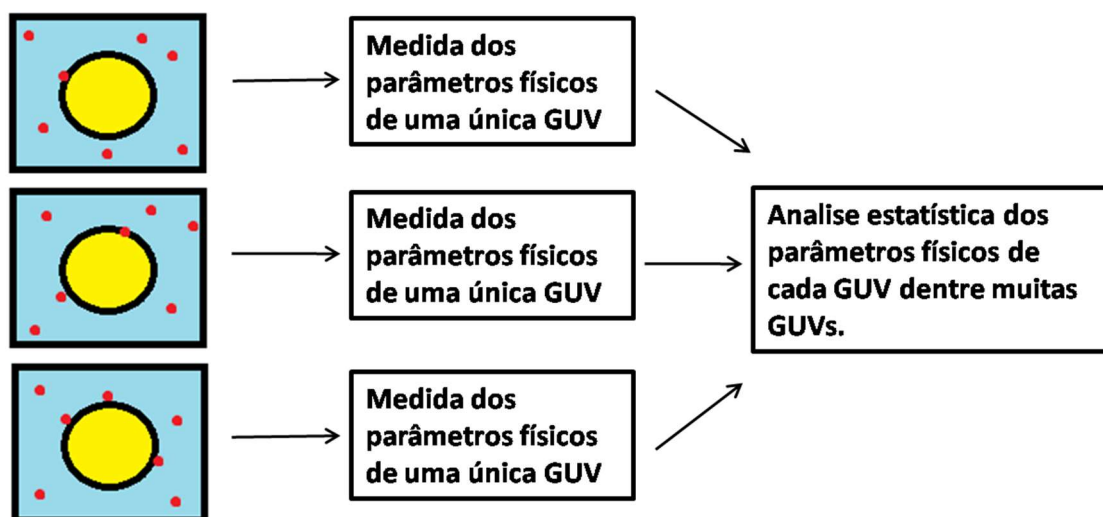 Medida dos
parâmetros físicos
de uma única GUV
Medida dos
parâmetros físicos
de uma única GUV
Medida dos
parâmetros físicos
de uma única GUV
Analise estatística dos
parâmetros físicos de
cada GUV dentre muitas
GUVs.